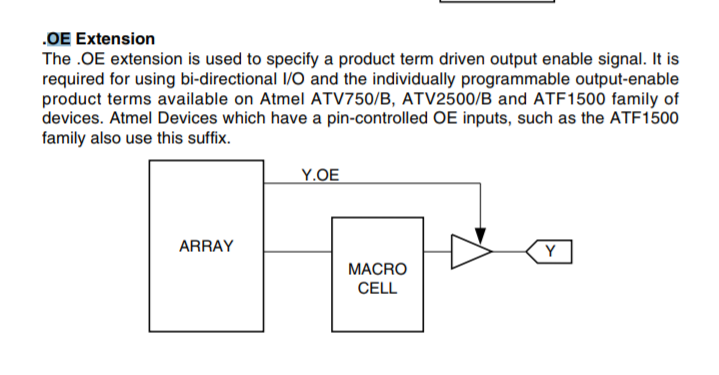 .OE Extension
The .OE extension is used to specify a product term driven output enable signal. It is
required for using bi-directional I/O and the individually programmable output-enable
product terms available on Atmel ATV750/B, ATV2500/B and ATF1500 family of
devices. Atmel Devices which have a pin-controlled OE inputs, such as the ATF1500
family also use this suffix.
Y.OE
ARRAY
Y
MACRO
CELL